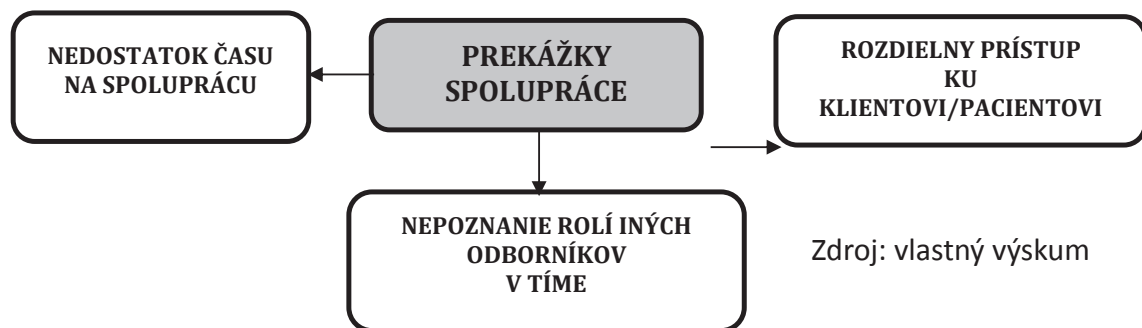 NEDOSTATOK ČASU
NA SPOLUPRÁCU
PREKÁŽKY
SPOLUPRÁCE
ROZDIELNY PRÍSTUP
KU
KLIENTOVI/PACIENTOVI
NEPOZNANIE ROLÍ INÝCH
ODBORNÍKOV
V TÍME
Zdroj: vlastný výskum